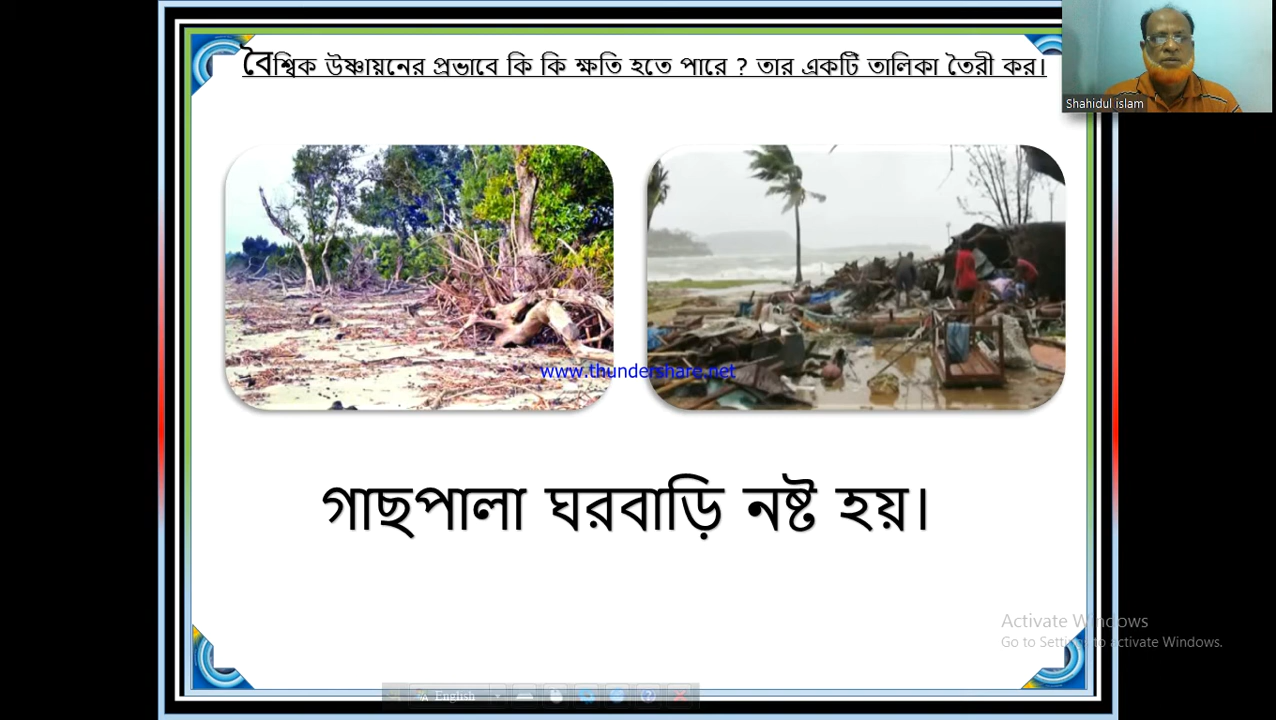 বৈশ্বিক উষ্ণায়নের প্রভাবে কি কি ক্ষতি হতে পারে ? তার একটি তালিকা তৈরী কর।
Shahidul islam
www.thundershare.net
গাছপালা ঘরবাড়ি নষ্ট হয়।
Activate Windows
Go to Settings to activate Windows.
English